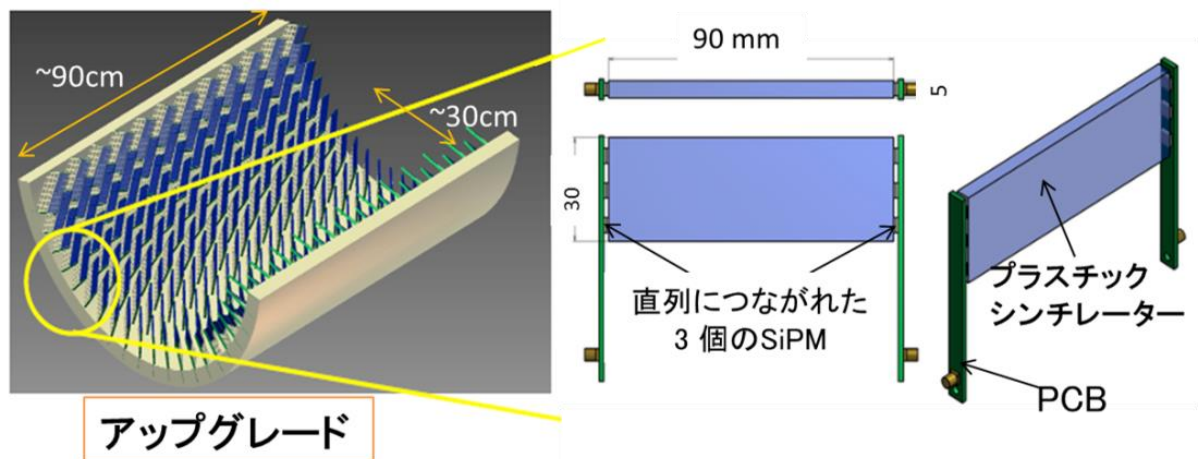 ~90cm
~30cm
アップグレード
90 mm
5
30
直列につながれた
3 個のSiPM
プラスチック
シンチレーター
PCB